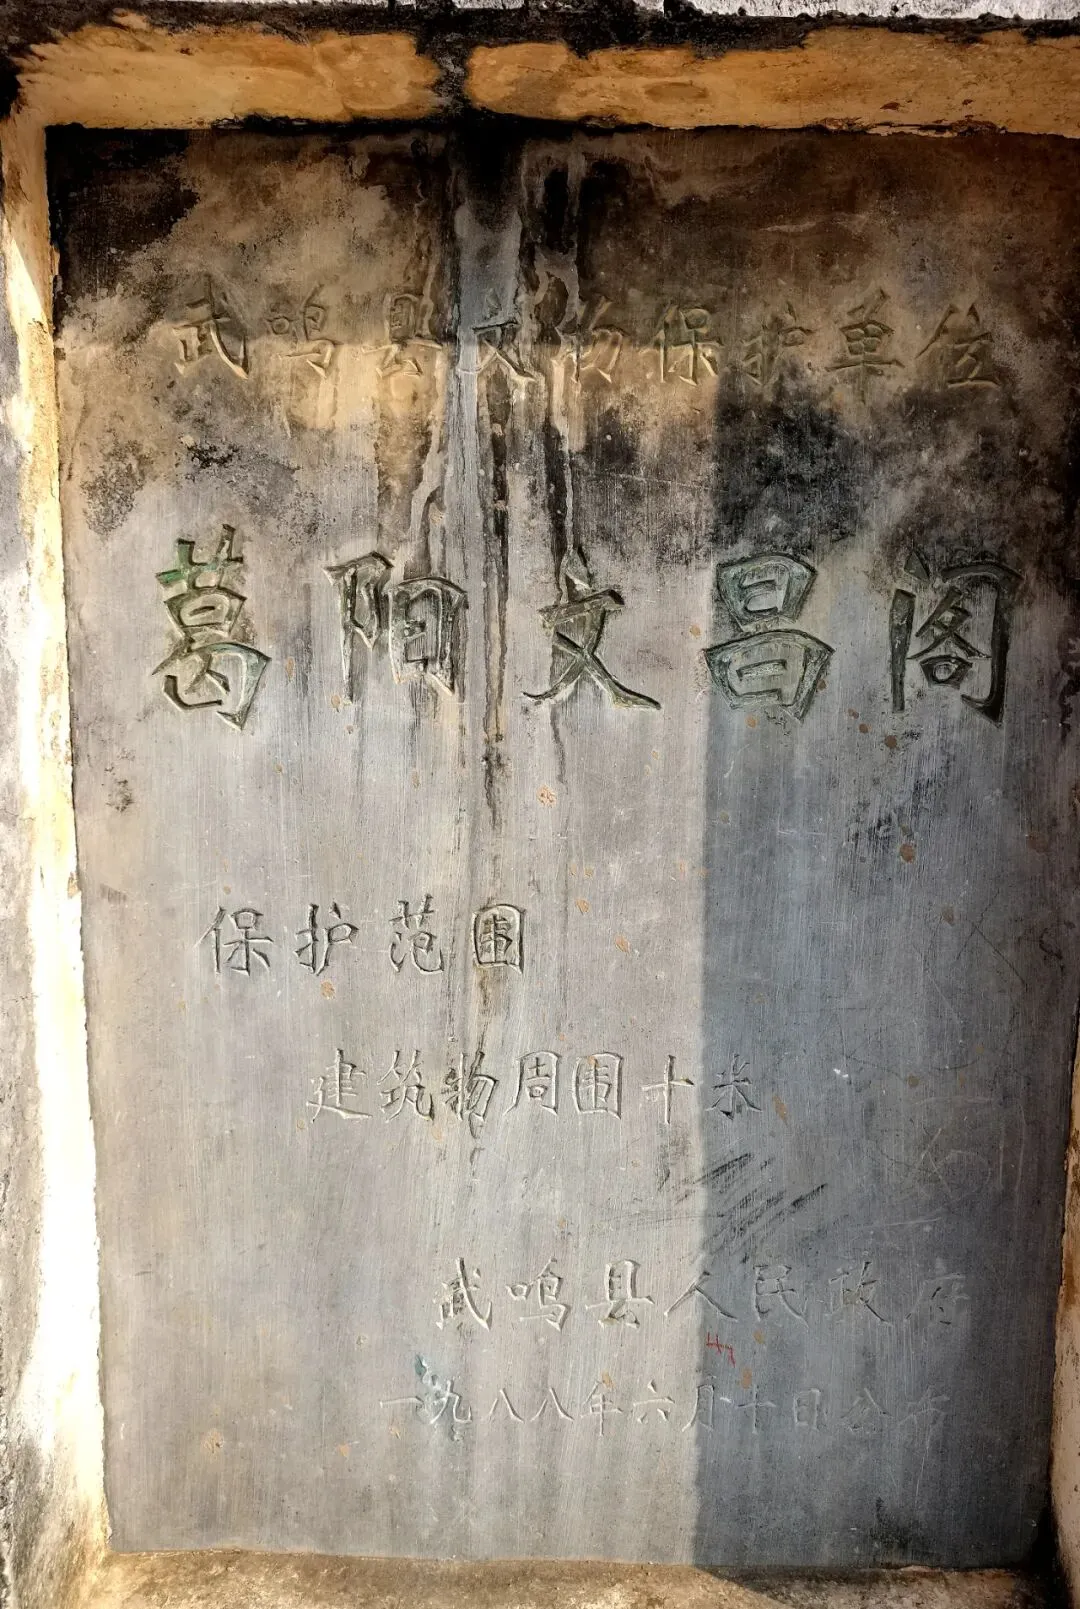 武鸣县文物保护单位
葛阳文昌阁
保护范围
建筑物周围十米
武鸣县人民政府
一九八八年六月十日公布